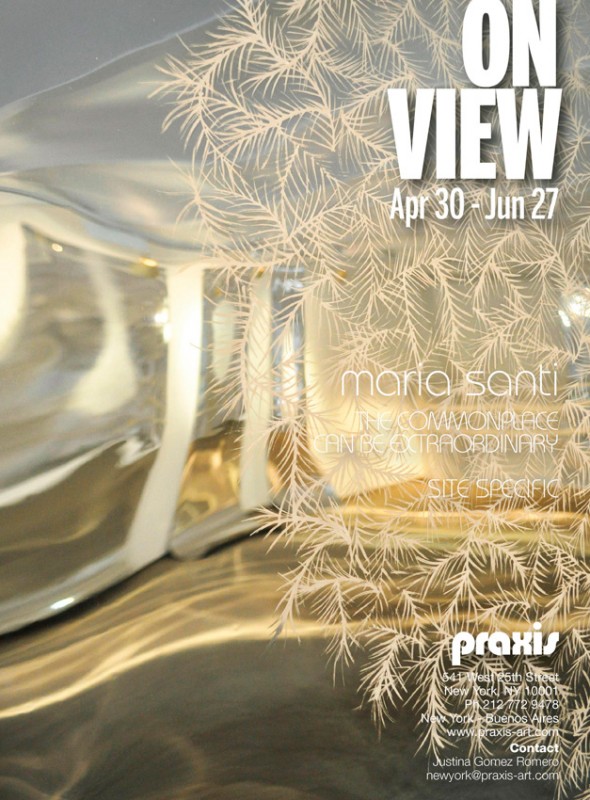 ON
VIEW
Apr 30 - Jun 27
maria santi
THE COMMONPLACE
CAN BE EXTRAORDINARY
SITE SPECIFIC
praxis
541 West 25th Street
New York, NY 10001
Ph 212 772 9478
New York - Buenos Aires
www.praxis-art.com
Contact
Justina Gomez Romero
newyork@praxis-art.com